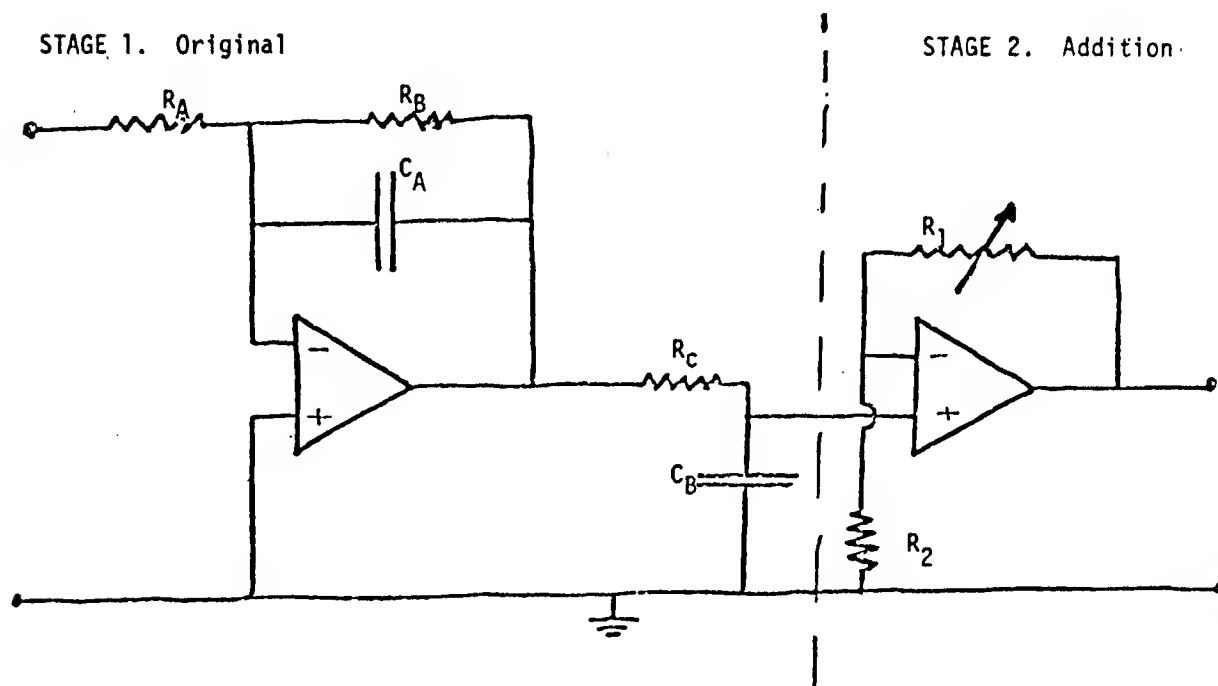 STAGE 1. Original
STAGE 2. Addition
R_A
R_B
C_A
R_1
−
+
R_c
−
+
C_B
R_2